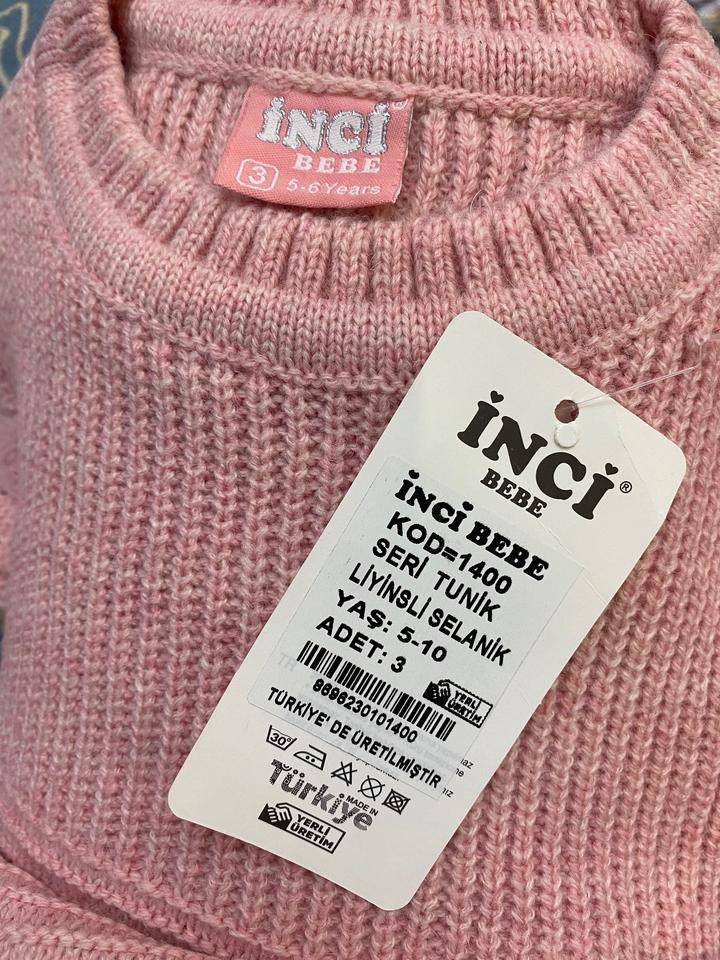 İNCİ®
BEBE
3 5-6 Years
İNCİ®
BEBE
İNCİ BEBE
KOD=1400
SERİ TUNİK
LİYİNSLİ SELANİK
YAŞ: 5-10
ADET: 3
8696230101400
YERLİ
ÜRETİM
TÜRKİYE' DE ÜRETİLMİŞTİR
30°
MADE IN
Türkiye
YERLİ
ÜRETİM